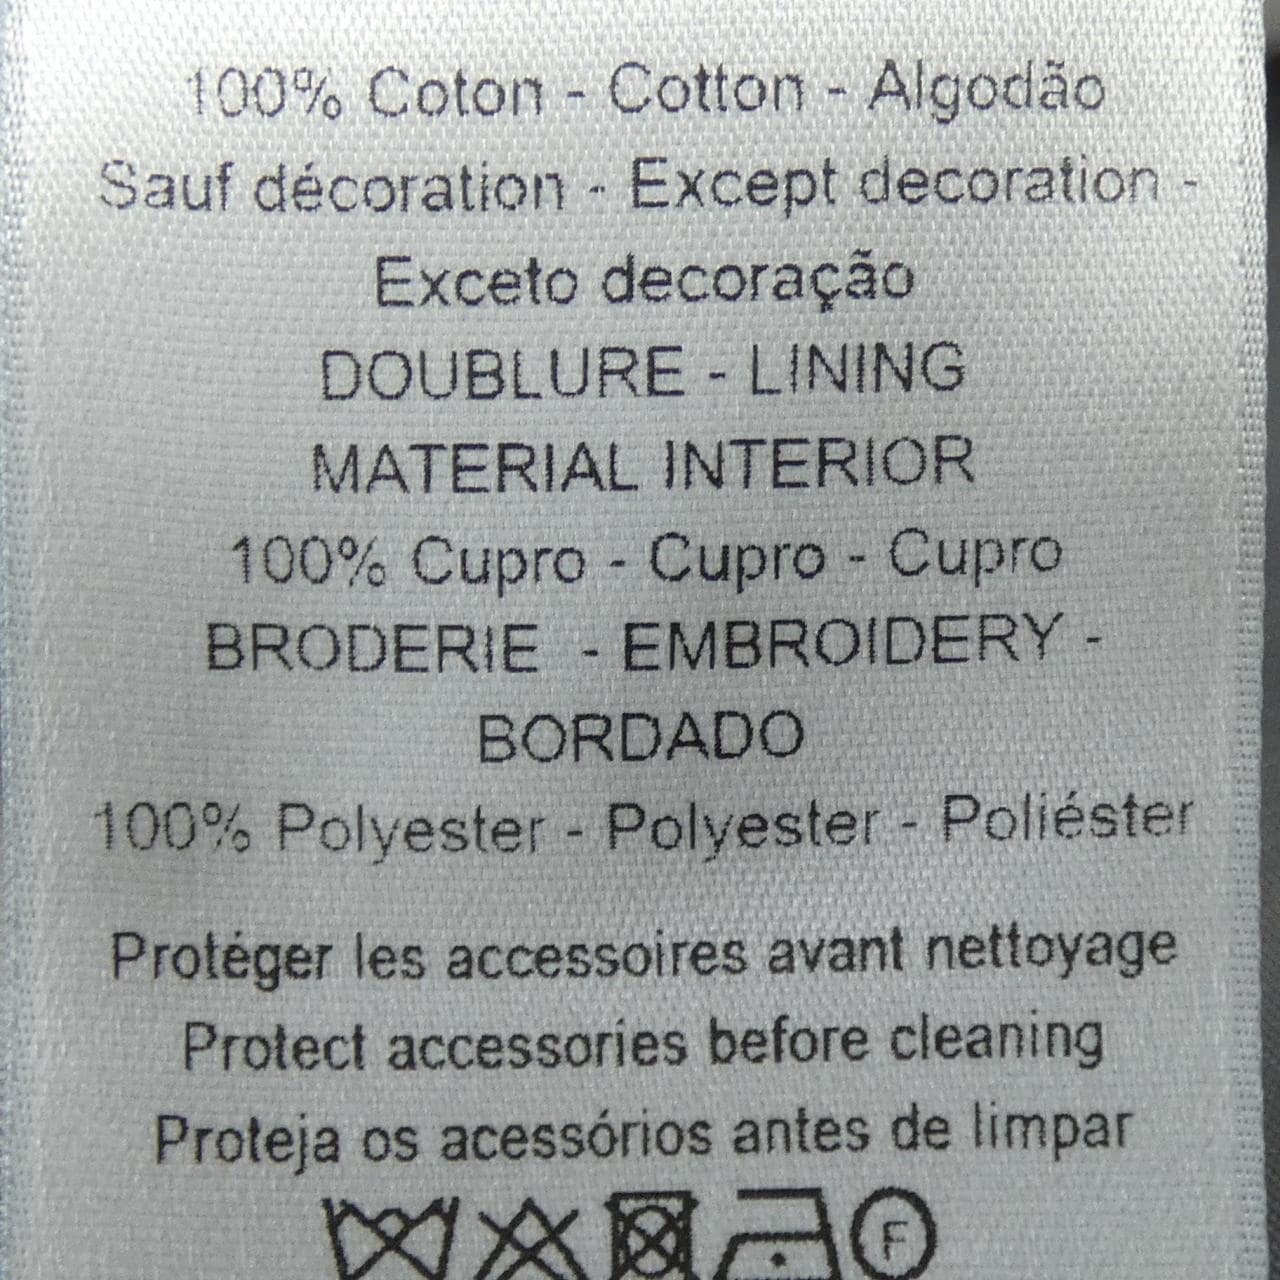 100% Coton - Cotton - Algodão
Sauf décoration - Except decoration -
Exceto decoração
DOUBLURE - LINING
MATERIAL INTERIOR
100% Cupro - Cupro - Cupro
BRODERIE - EMBROIDERY -
BORDADO
100% Polyester - Polyester - Poliéster
Protéger les accessoires avant nettoyage
Protect accessories before cleaning
Proteja os acessórios antes de limpar
F